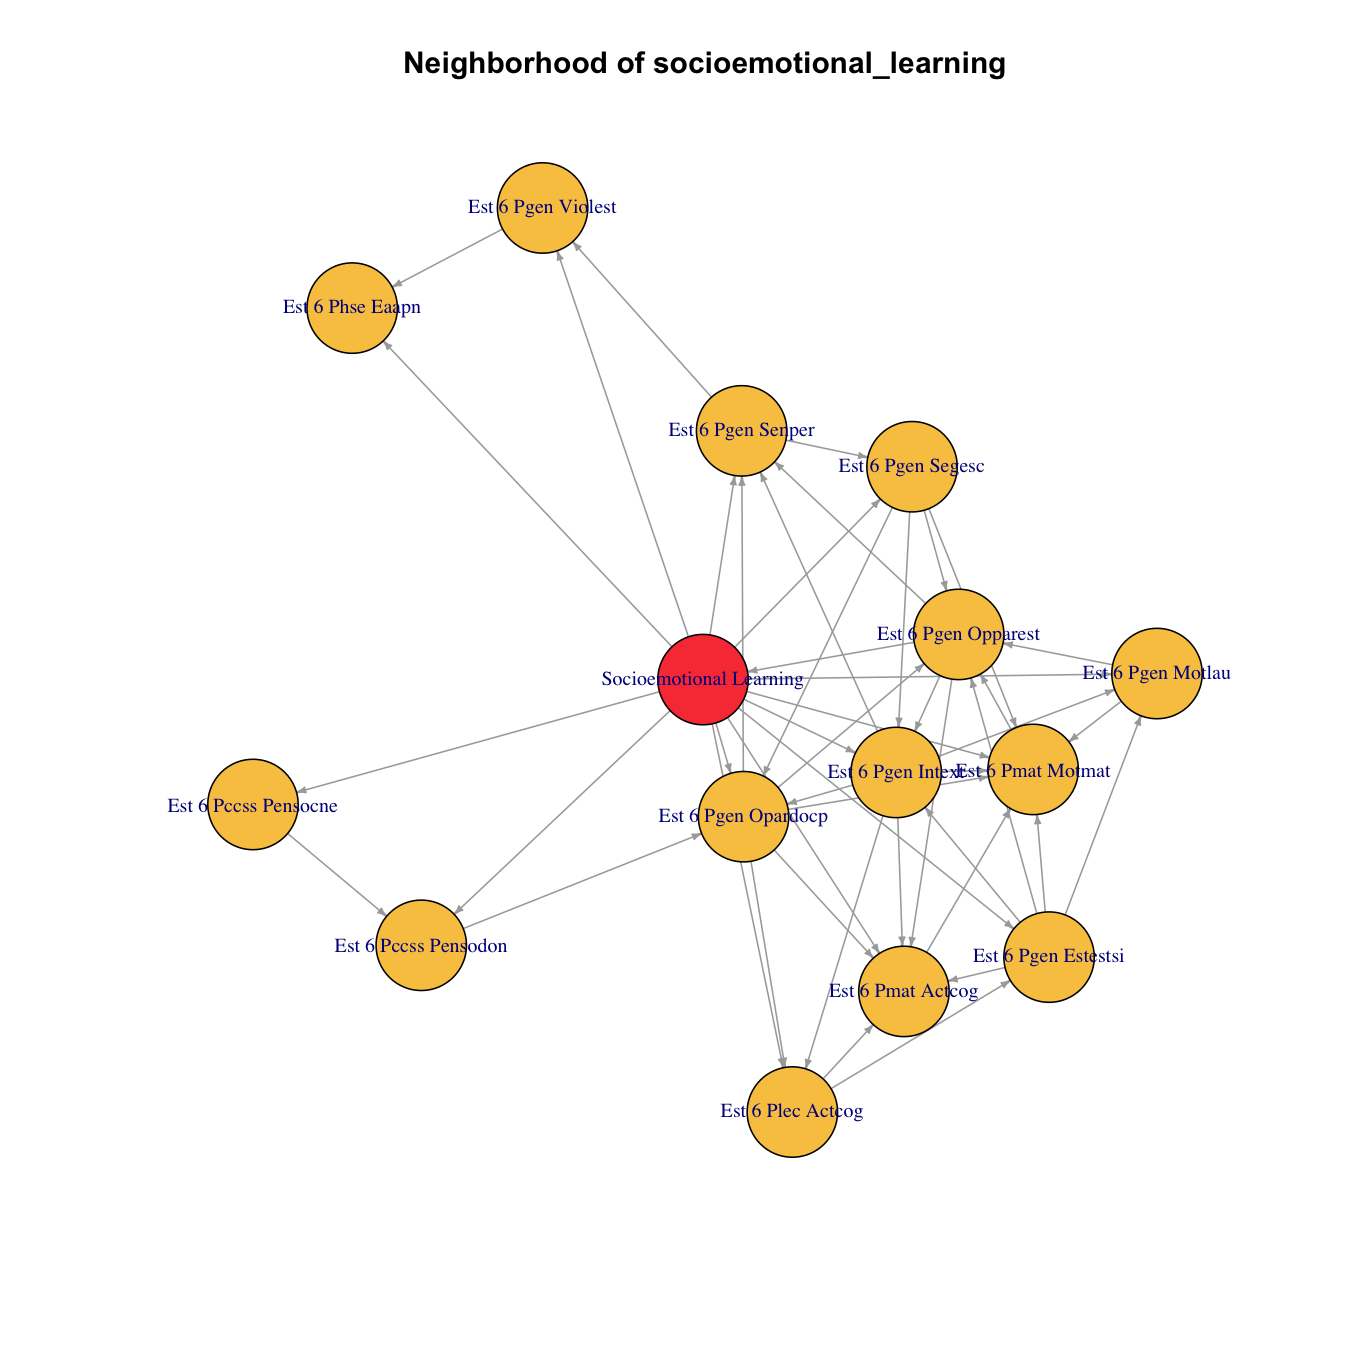 Neighborhood of socioemotional_learning
Est 6 Pgen Violest
Est 6 Phse Eaapn
Est 6 Pgen Senper
Est 6 Pgen Segesc
Est 6 Pgen Opparest
Est 6 Pgen Motlau
Socioemotional Learning
Est 6 Pgen Intext
Est 6 Pmat Motmat
Est 6 Pccss Pensocne
Est 6 Pgen Opardocp
Est 6 Pccss Pensodon
Est 6 Pgen Estestsi
Est 6 Pmat Actcog
Est 6 Plec Actcog